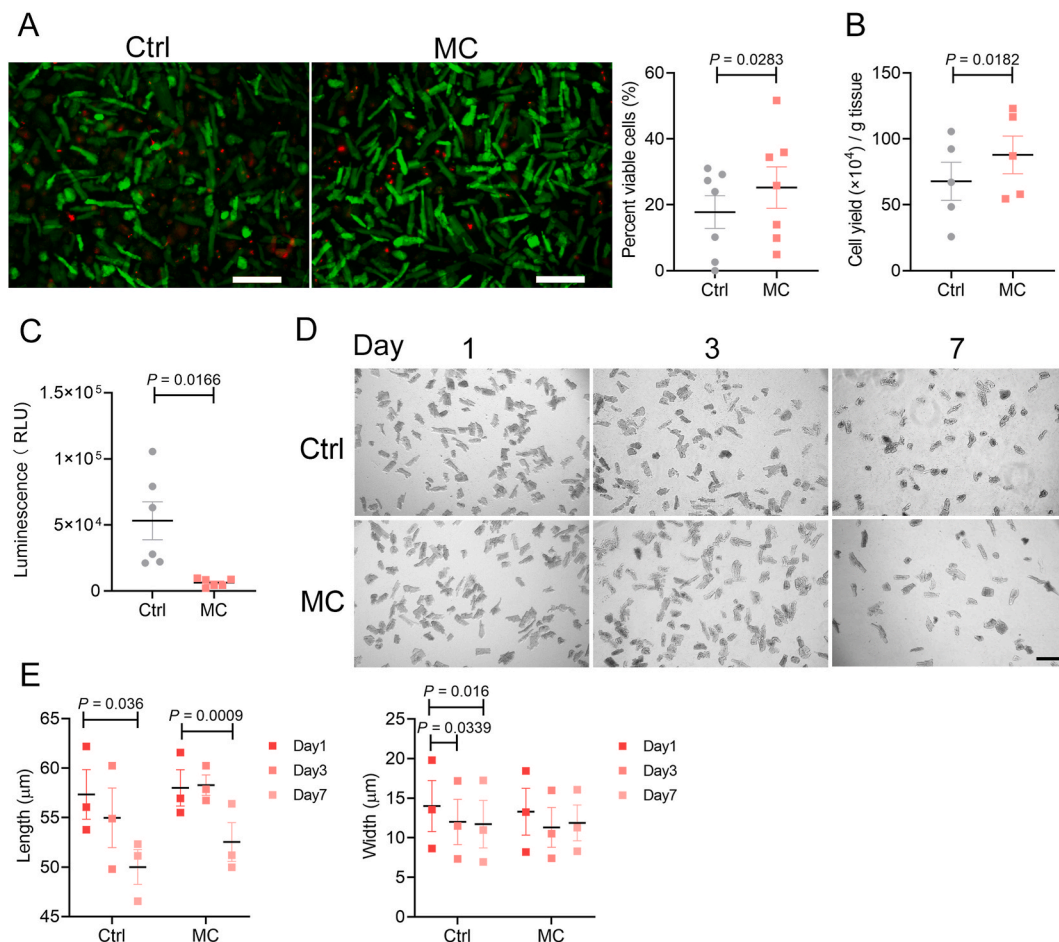 A
Ctrl
MC
P = 0.0283
Percent viable cells (%)
60
40
20
0
Ctrl
MC
B
P = 0.0182
Cell yield (×10⁴) / g tissue
150
100
50
0
Ctrl
MC
C
P = 0.0166
Luminescence（ RLU)
1.5×10⁵
1×10⁵
5×10⁴
0
Ctrl
MC
D
Day 1 3 7
Ctrl
MC
E
P = 0.036
P = 0.0009
Length (μm)
65
60
55
50
45
Ctrl
MC
Day1
Day3
Day7
P = 0.016
P = 0.0339
Width (μm)
25
20
15
10
5
0
Ctrl
MC
Day1
Day3
Day7